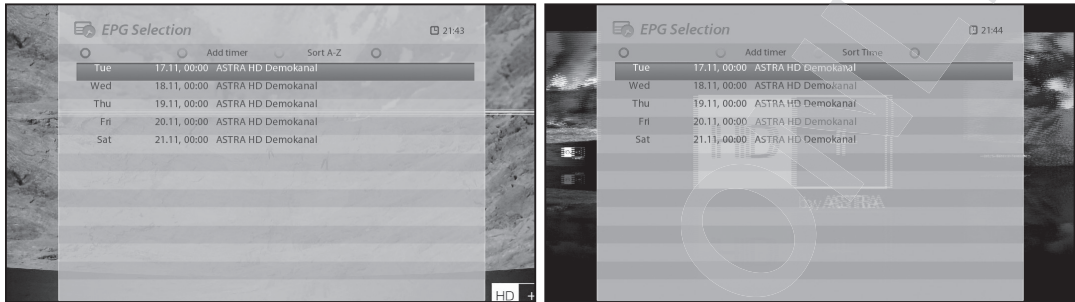 EPG Selection 21:43
Add timer Sort A-Z
Tue 17.11, 00:00 ASTRA HD Demokanal
Wed 18.11, 00:00 ASTRA HD Demokanal
Thu 19.11, 00:00 ASTRA HD Demokanal
Fri 20.11, 00:00 ASTRA HD Demokanal
Sat 21.11, 00:00 ASTRA HD Demokanal
HD +
EPG Selection 21:44
Add timer Sort Time
Tue 17.11, 00:00 ASTRA HD Demokanal
Wed 18.11, 00:00 ASTRA HD Demokanal
Thu 19.11, 00:00 ASTRA HD Demokanal
Fri 20.11, 00:00 ASTRA HD Demokanal
Sat 21.11, 00:00 ASTRA HD Demokanal
HD
by ASTRA